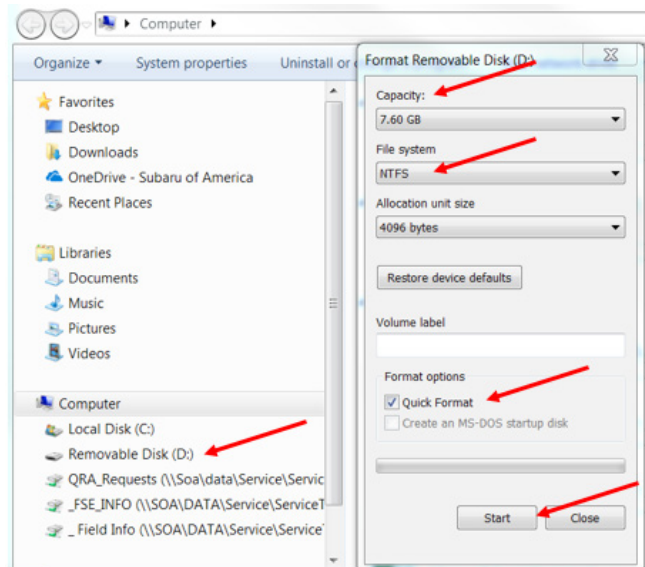 Computer
Organize
System properties
Uninstall or
Favorites
Desktop
Downloads
OneDrive - Subaru of America
Recent Places
Libraries
Documents
Music
Pictures
Videos
Computer
Local Disk (C:)
Removable Disk (D:)
QRA_Requests (\\Soa\data\Service\Servic
_FSE_INFO (\\SOA\DATA\Service\ServiceT
_ Field Info (\\SOA\DATA\Service\Service
Format Removable Disk (D:)
Capacity:
7.60 GB
File system
NTFS
Allocation unit size
4096 bytes
Restore device defaults
Volume label
Format options
Quick Format
Create an MS-DOS startup disk
Start
Close